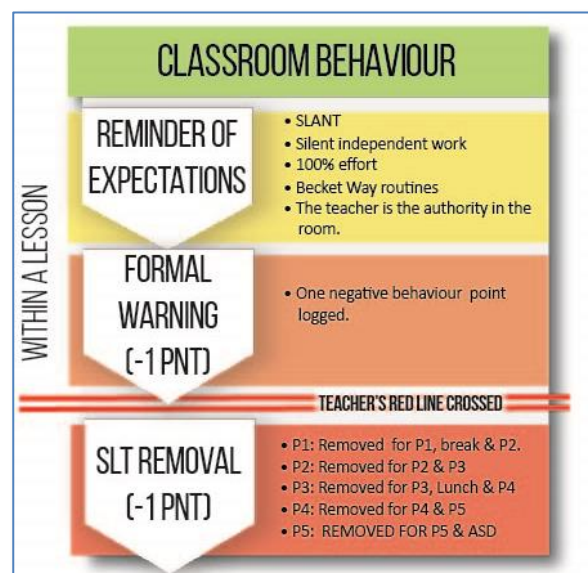 CLASSROOM BEHAVIOUR
WITHIN A LESSON
REMINDER OF
EXPECTATIONS
• SLANT
• Silent independent work
• 100% effort
• Becket Way routines
• The teacher is the authority in the
room.
FORMAL
WARNING
(-1 PNT)
• One negative behaviour point
logged.
TEACHER'S RED LINE CROSSED
SLT REMOVAL
(-1 PNT)
• P1: Removed for P1, break & P2.
• P2: Removed for P2 & P3
• P3: Removed for P3, Lunch & P4
• P4: Removed for P4 & P5
• P5: REMOVED FOR P5 & ASD